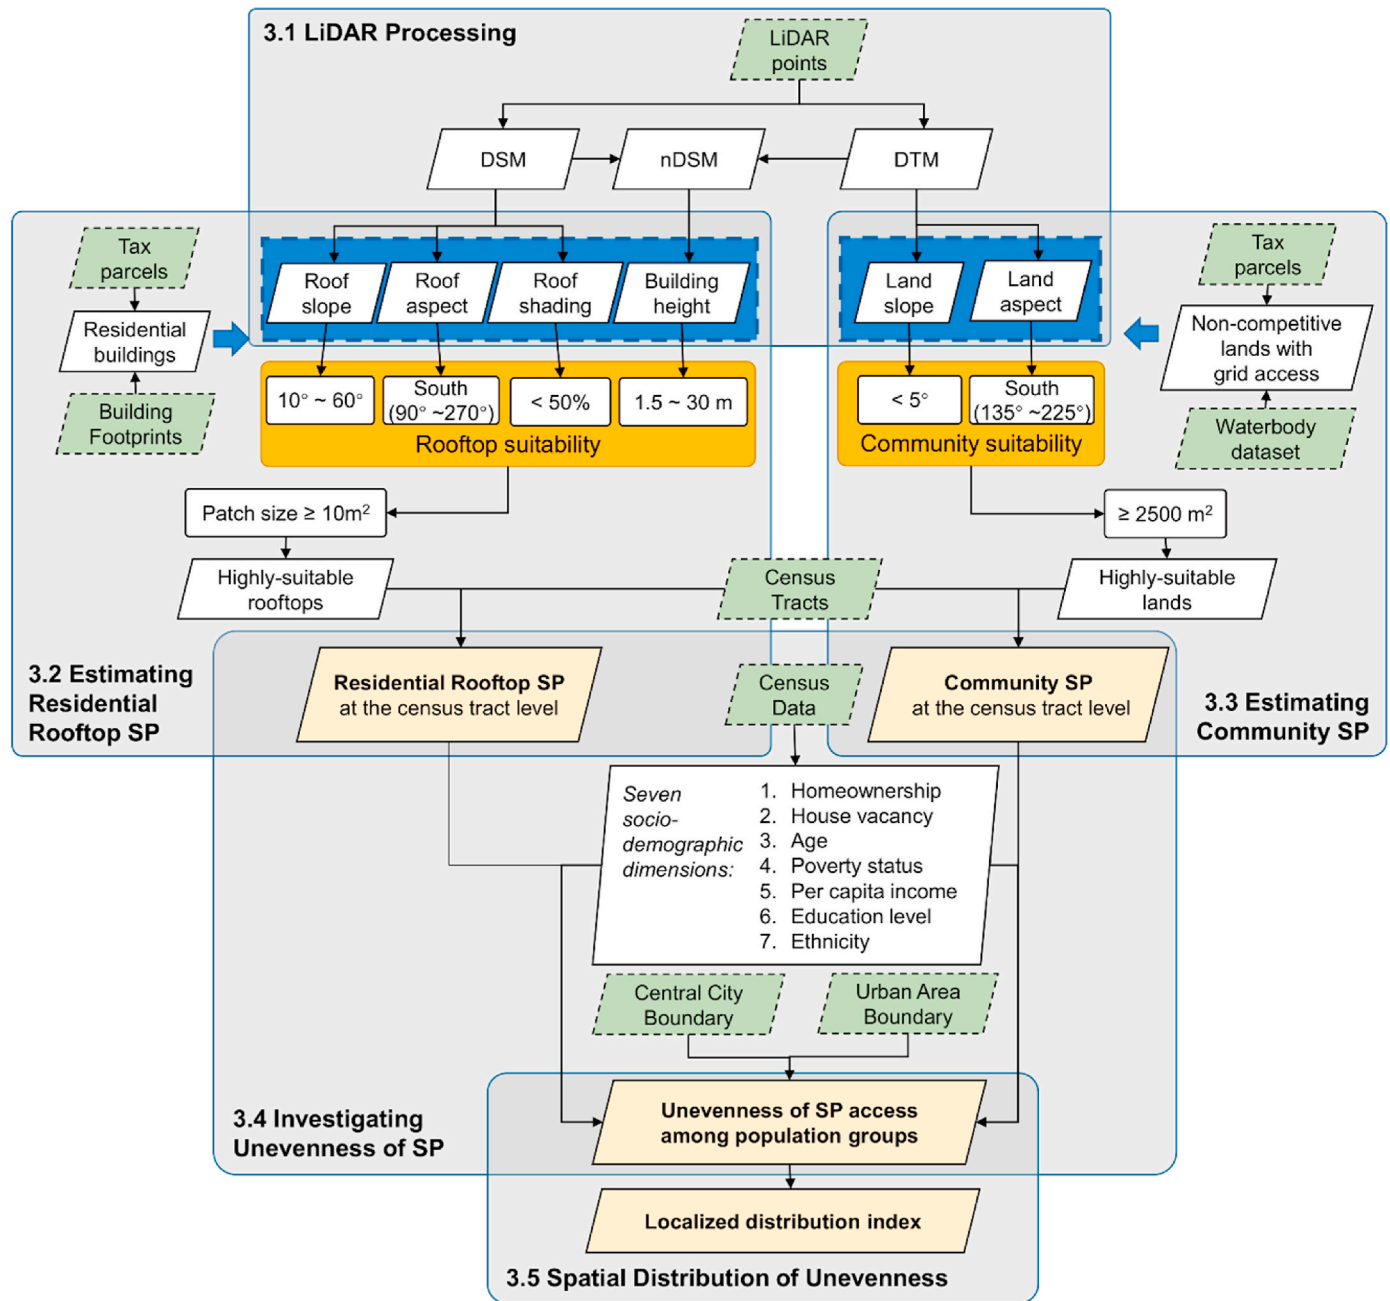 3.1 LiDAR Processing
LiDAR
points
DSM
nDSM
DTM
Tax
parcels
Residential
buildings
Building
Footprints
Roof
slope
Roof
aspect
Roof
shading
Building
height
Land
slope
Land
aspect
Tax
parcels
Non-competitive
lands with
grid access
Waterbody
dataset
10° ~ 60°
South
(90° ~270°)
< 50%
1.5 ~ 30 m
Rooftop suitability
< 5°
South
(135° ~225°)
Community suitability
Patch size ≥ 10m²
≥ 2500 m²
Highly-suitable
rooftops
Census
Tracts
Highly-suitable
lands
3.2 Estimating
Residential
Rooftop SP
Residential Rooftop SP
at the census tract level
Census
Data
Community SP
at the census tract level
3.3 Estimating
Community SP
Seven
socio-
demographic
dimensions:
1. Homeownership
2. House vacancy
3. Age
4. Poverty status
5. Per capita income
6. Education level
7. Ethnicity
Central City
Boundary
Urban Area
Boundary
3.4 Investigating
Unevenness of SP
Unevenness of SP access
among population groups
Localized distribution index
3.5 Spatial Distribution of Unevenness